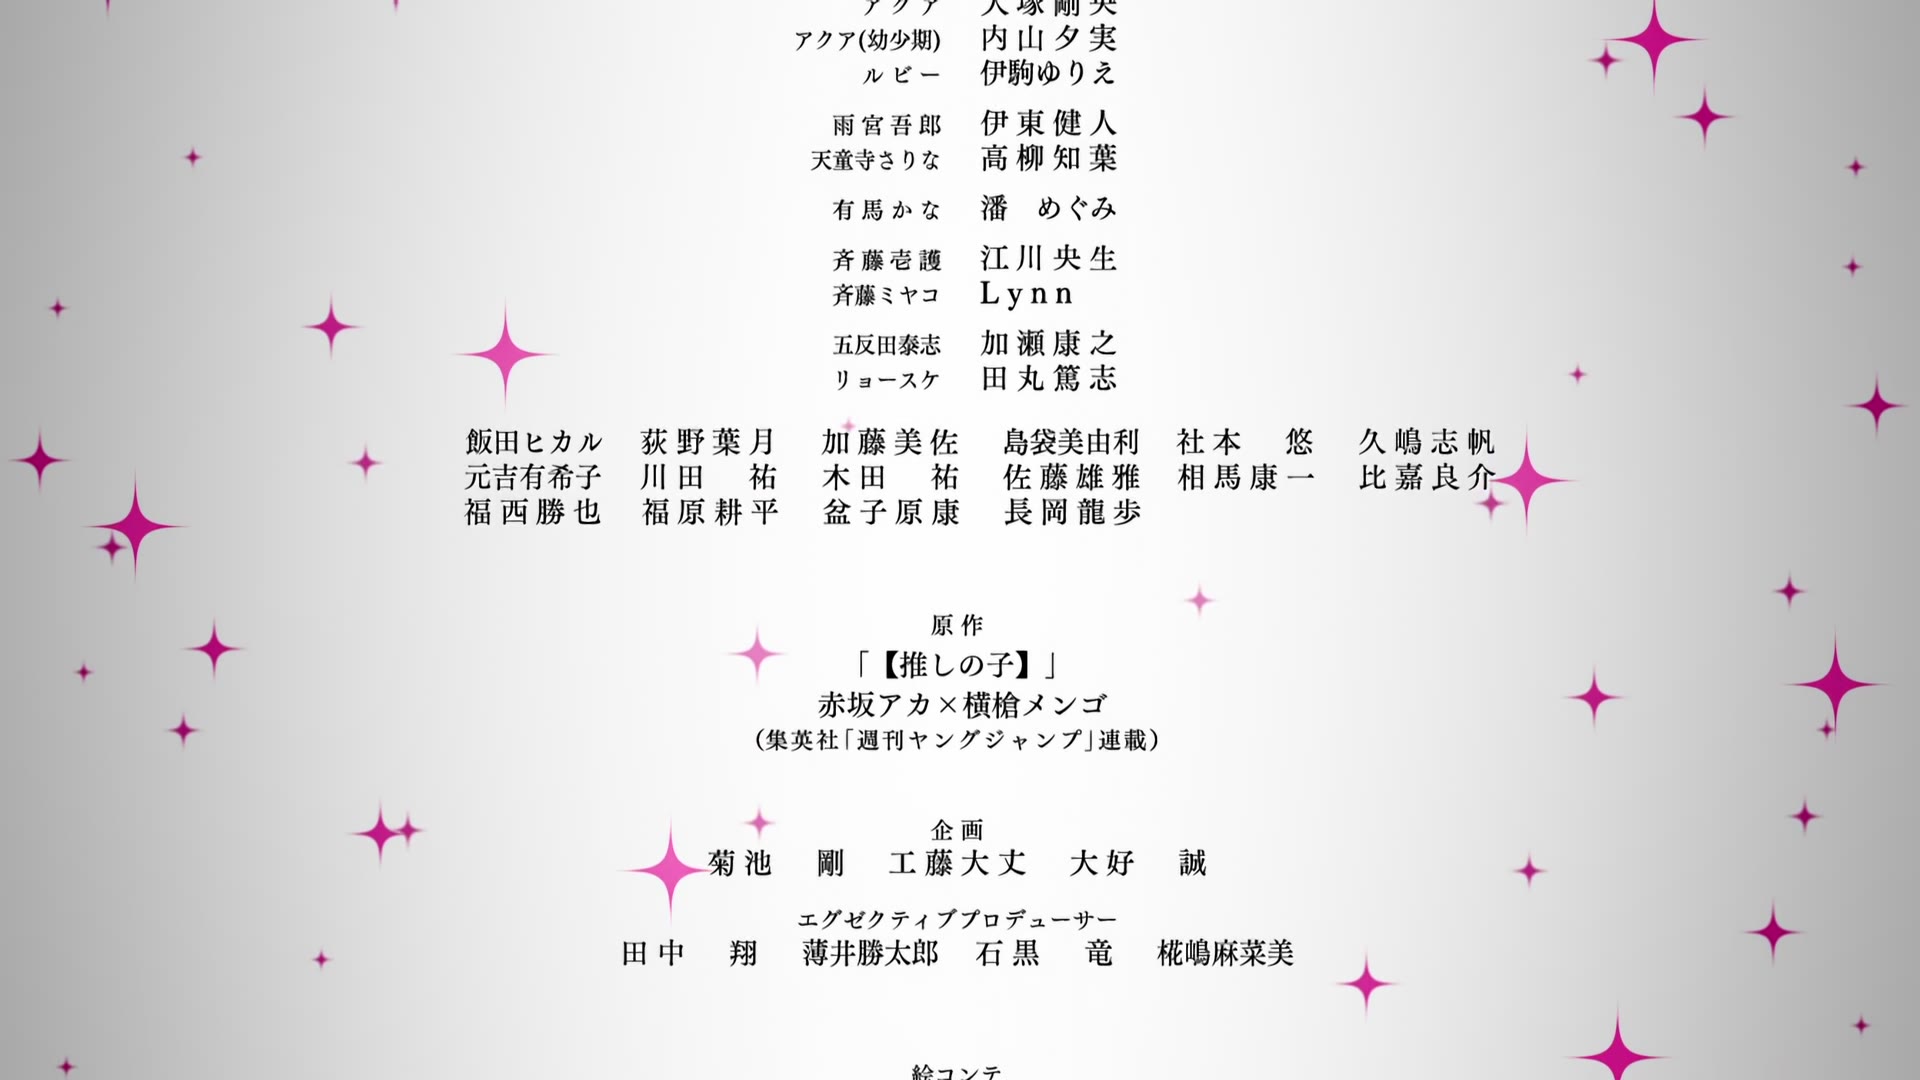 アクア 大塚剛央
アクア(幼少期) 内山夕実
ルビー 伊駒ゆりえ
雨宮吾郎 伊東健人
天童寺さりな 高柳知葉
有馬かな 潘 めぐみ
斉藤壱護 江川央生
斉藤ミヤコ Lynn
五反田泰志 加瀬康之
リョースケ 田丸篤志
飯田ヒカル 荻野葉月 加藤美佐 島袋美由利 社本 悠 久嶋志帆
元吉有希子 川田 祐 木田 祐 佐藤雄雅 相馬康一 比嘉良介
福西勝也 福原耕平 盆子原康 長岡龍歩
原作
「【推しの子】」
赤坂アカ×横槍メンゴ
(集英社「週刊ヤングジャンプ」連載)
企画
菊池 剛 工藤大丈 大好 誠
エグゼクティブプロデューサー
田中 翔 薄井勝太郎 石黒 竜 椛嶋麻菜美
絵コンテ